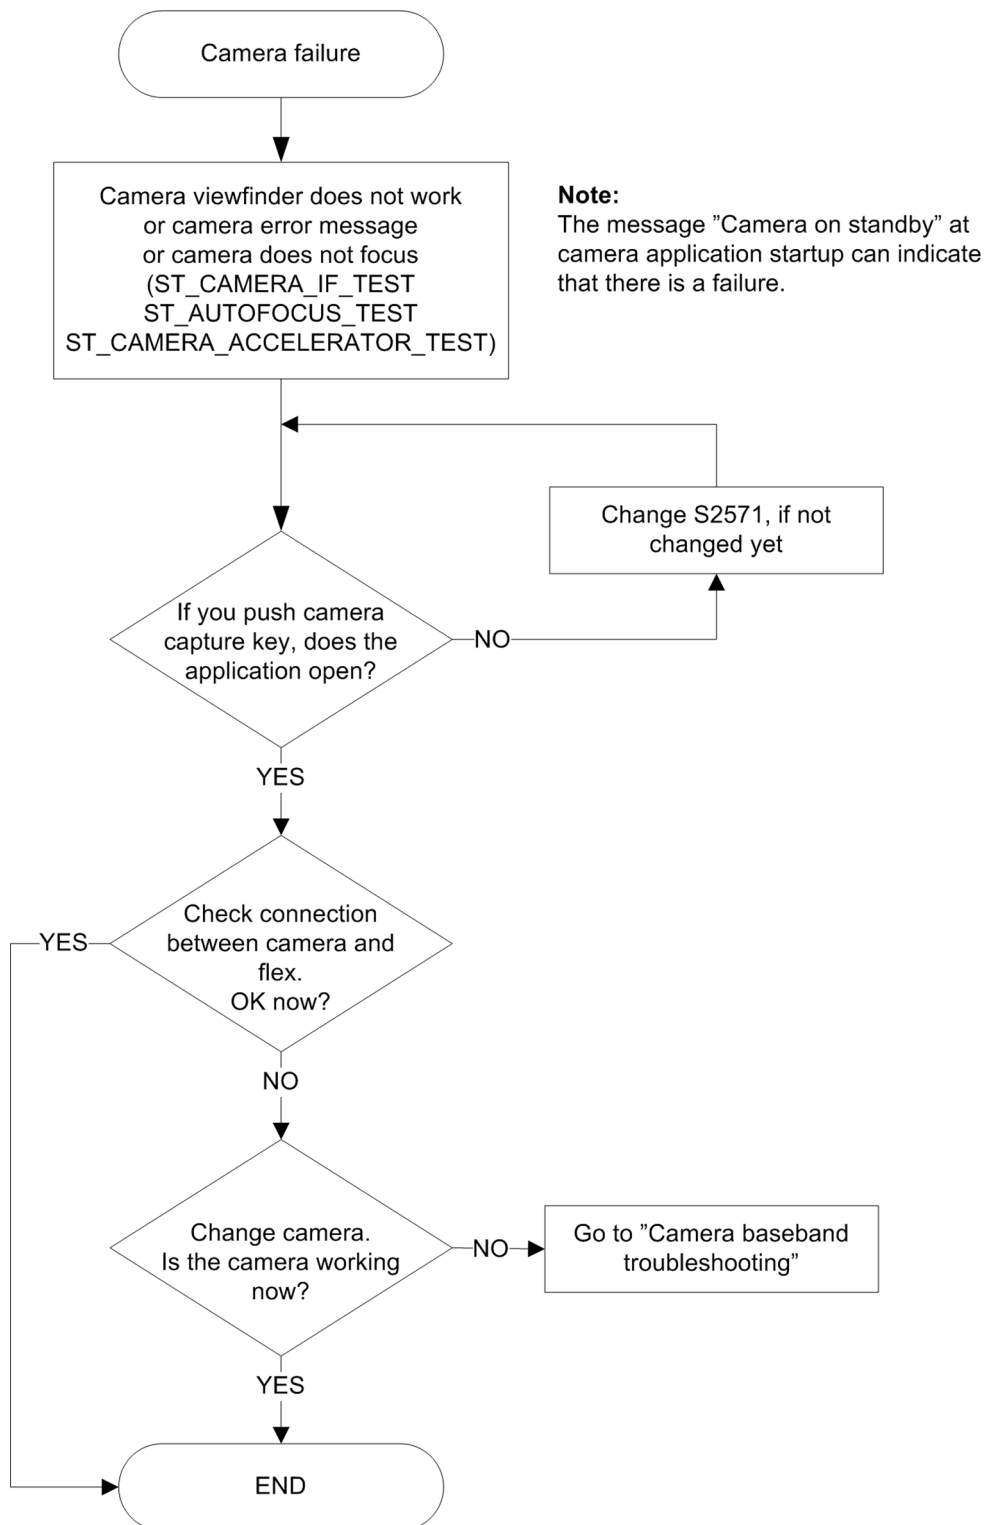 Camera failure
Camera viewfinder does not work
or camera error message
or camera does not focus
(ST_CAMERA_IF_TEST
ST_AUTOFOCUS_TEST
ST_CAMERA_ACCELERATOR_TEST)
Note:
The message ”Camera on standby” at
camera application startup can indicate
that there is a failure.
Change S2571, if not
changed yet
If you push camera
capture key, does the
application open?
NO
YES
Check connection
between camera and
flex.
OK now?
YES
NO
Change camera.
Is the camera working
now?
NO
Go to ”Camera baseband
troubleshooting”
YES
END